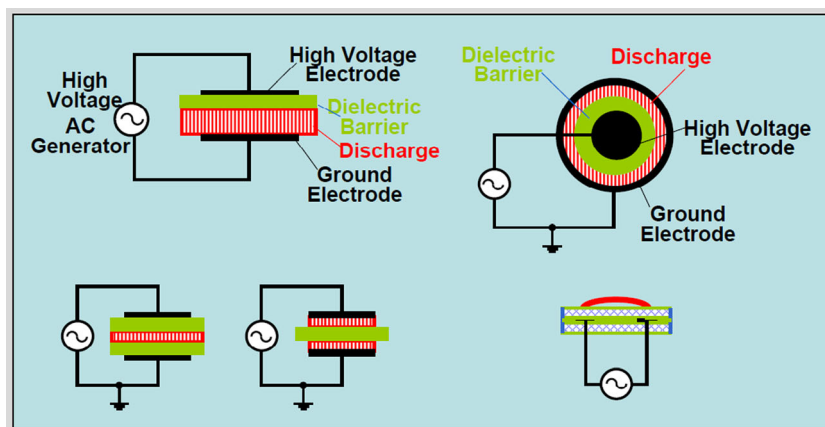 High
Voltage
AC
Generator
High Voltage
Electrode
Dielectric
Barrier
Discharge
Ground
Electrode
Dielectric
Barrier
Discharge
High Voltage
Electrode
Ground
Electrode